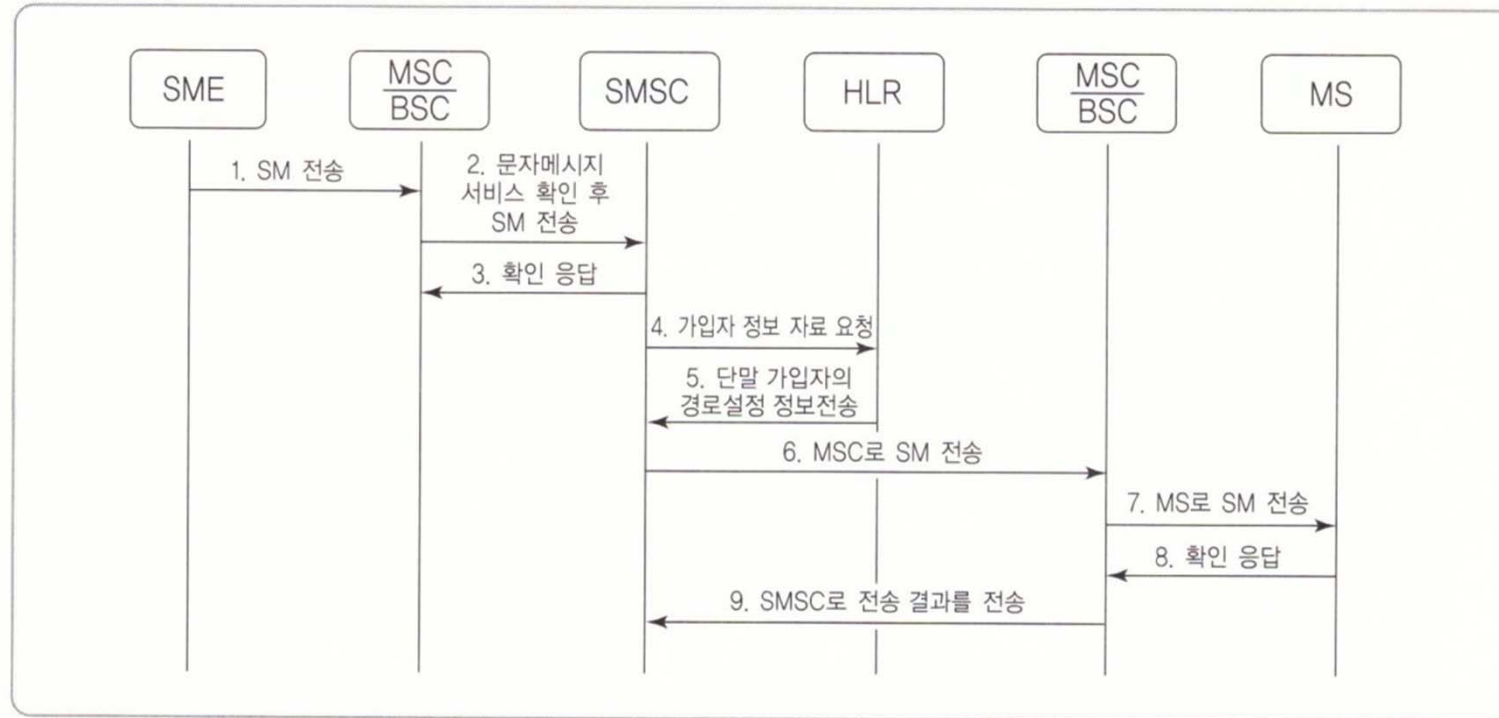 SME
MSC
BSC
SMSC
HLR
MSC
BSC
MS
1. SM 전송
2. 문자메시지
서비스 확인 후
SM 전송
3. 확인 응답
4. 가입자 정보 자료 요청
5. 단말 가입자의
경로설정 정보전송
6. MSC로 SM 전송
7. MS로 SM 전송
8. 확인 응답
9. SMSC로 전송 결과를 전송